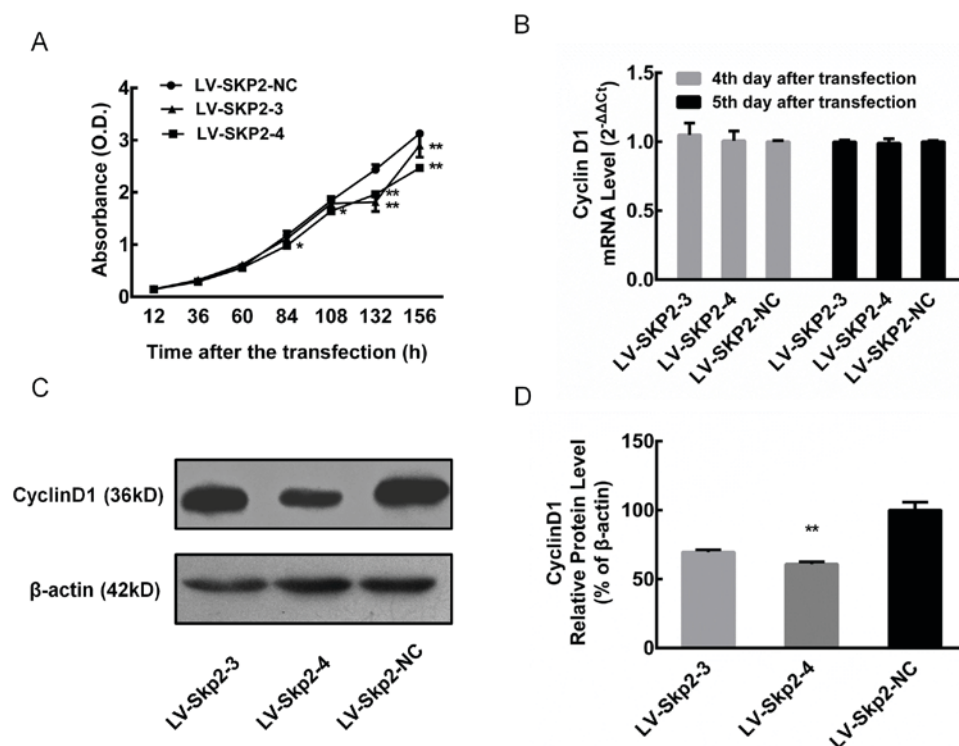 A
LV-SKP2-NC
LV-SKP2-3
LV-SKP2-4
Absorbance (O.D.)
4
3
2
1
0
**
**
**
**
*
*
12 36 60 84 108 132 156
Time after the transfection (h)
B
4th day after transfection
5th day after transfection
Cyclin D1
mRNA Level (2^-ΔΔCt)
1.5
1.0
0.5
0.0
LV-SKP2-3
LV-SKP2-4
LV-SKP2-NC
LV-SKP2-3
LV-SKP2-4
LV-SKP2-NC
C
CyclinD1 (36kD)
β-actin (42kD)
LV-Skp2-3
LV-Skp2-4
LV-Skp2-NC
D
CyclinD1
Relative Protein Level
(% of β-actin)
150
100
50
0
**
LV-Skp2-3
LV-Skp2-4
LV-Skp2-NC